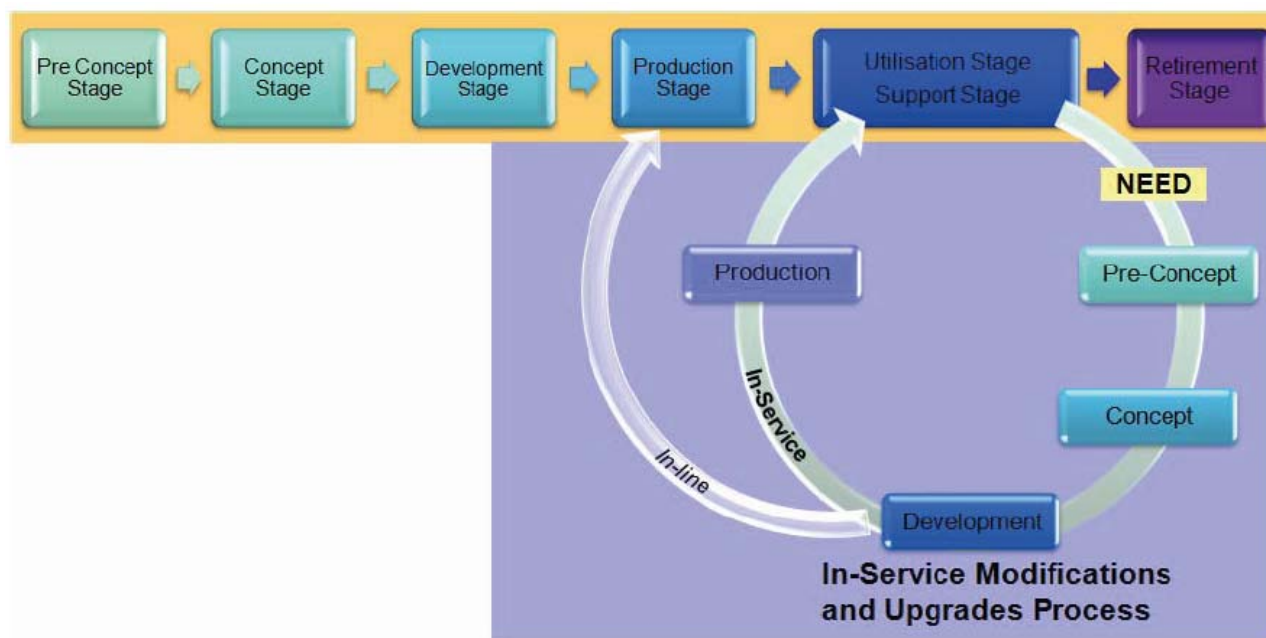 Pre Concept
Stage
Concept
Stage
Development
Stage
Production
Stage
Utilisation Stage
Support Stage
Retirement
Stage
NEED
Production
Pre-Concept
In-Service
Concept
In-line
Development
In-Service Modifications
and Upgrades Process